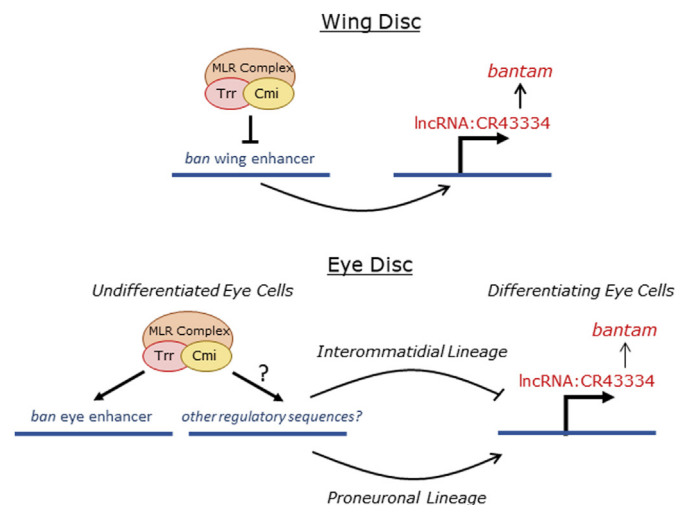 Wing Disc
MLR Complex
Trr Cmi
bantam
lncRNA:CR43334
ban wing enhancer
Eye Disc
Undifferentiated Eye Cells Differentiating Eye Cells
MLR Complex
Trr Cmi
?
bantam
Interommatidial Lineage
lncRNA:CR43334
ban eye enhancer other regulatory sequences?
Proneuronal Lineage